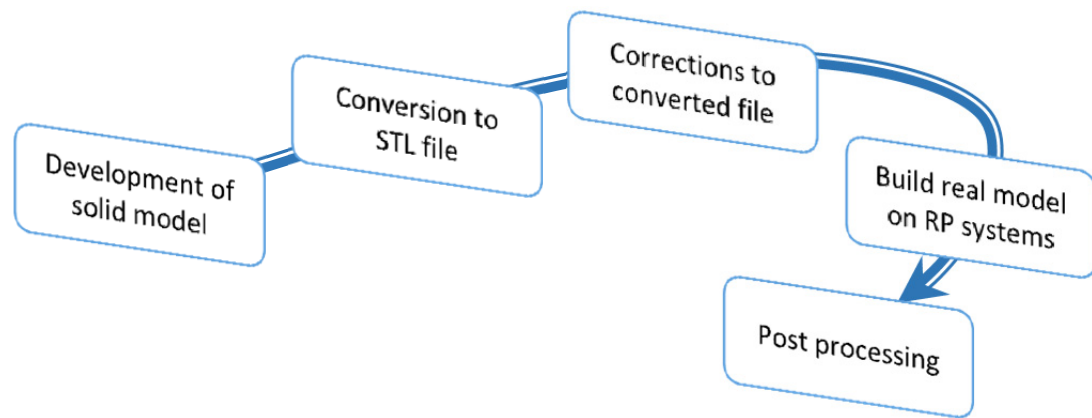 Development of
solid model
Conversion to
STL file
Corrections to
converted file
Build real model
on RP systems
Post processing